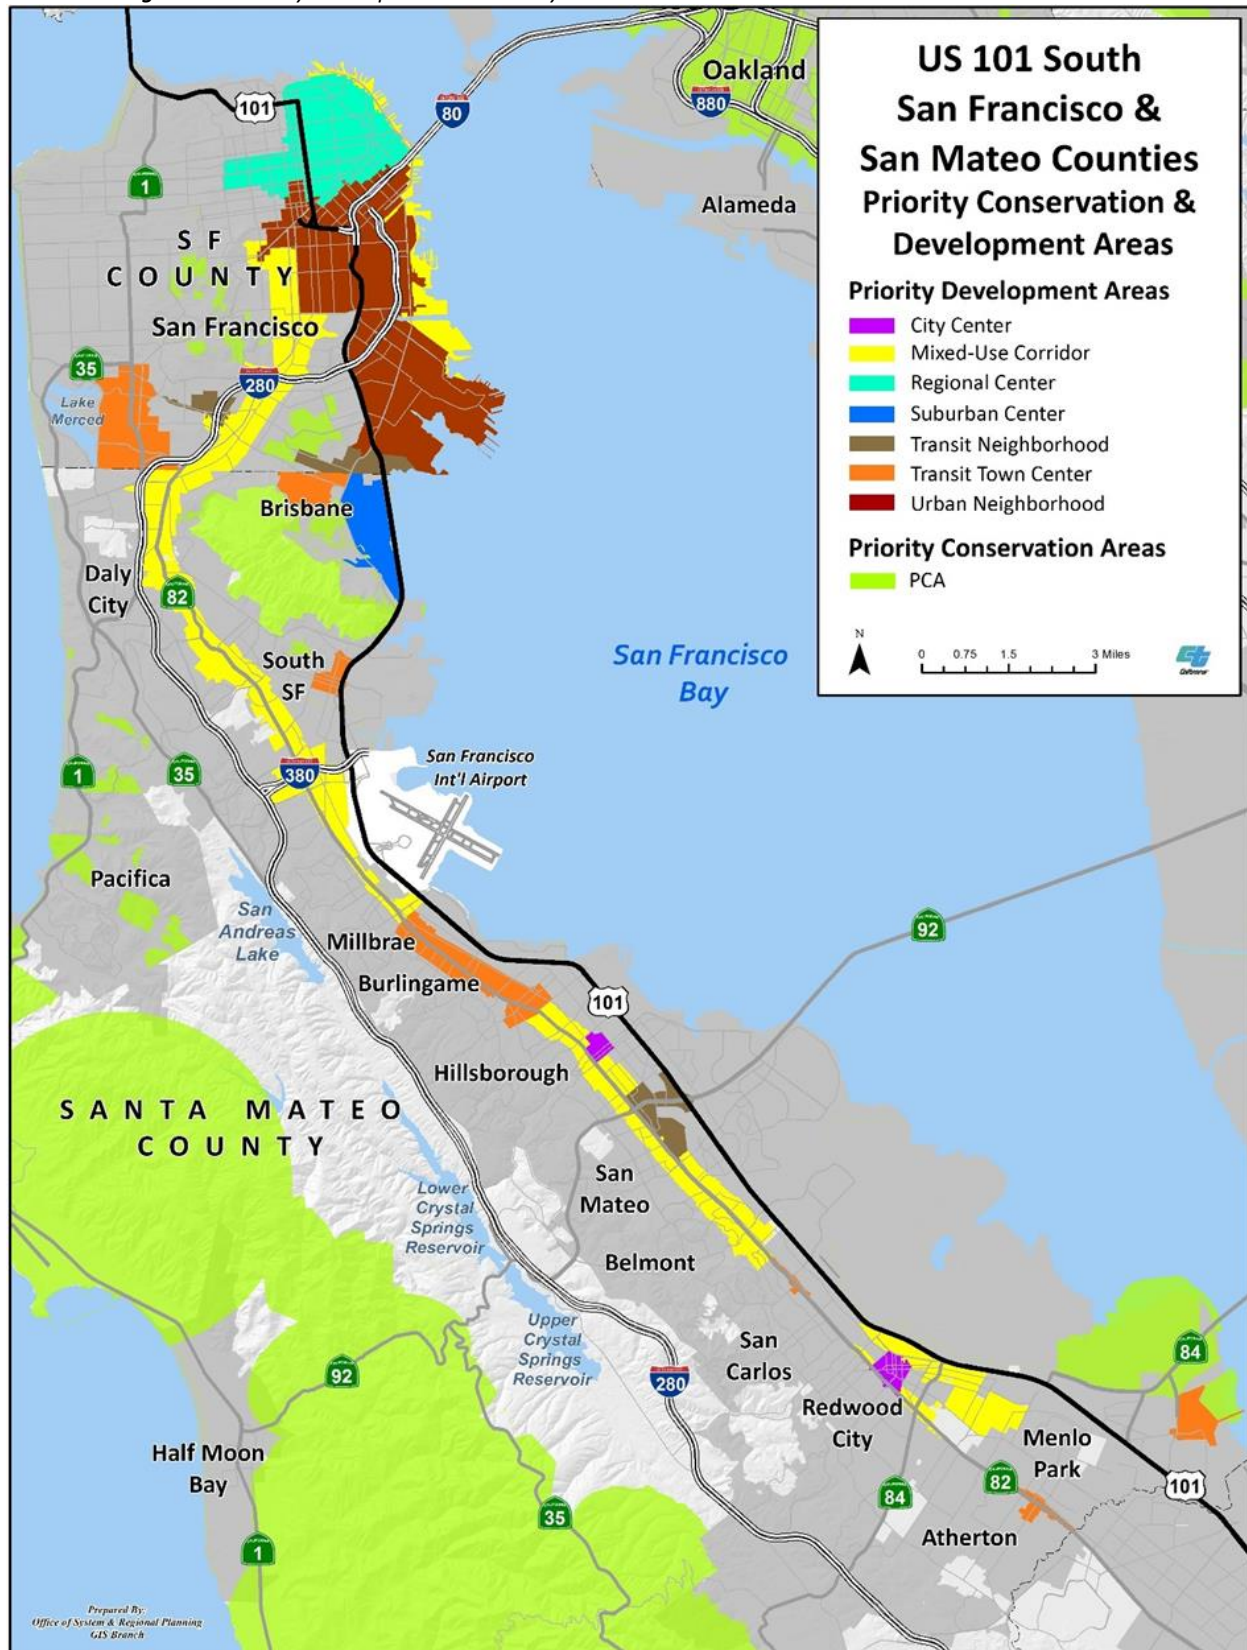 US 101 South
San Francisco &
San Mateo Counties
Priority Conservation &
Development Areas
Priority Development Areas
City Center
Mixed-Use Corridor
Regional Center
Suburban Center
Transit Neighborhood
Transit Town Center
Urban Neighborhood
Priority Conservation Areas
PCA
N
0 0.75 1.5 3 Miles
Oakland
880
80
101
1
Alameda
S F
COUNTY
San Francisco
35
280
Lake
Merced
Brisbane
Daly
City
82
South
SF
San Francisco
Bay
San Francisco
Int'l Airport
380
1
35
Pacifica
San
Andreas
Lake
Millbrae
Burlingame
92
101
Hillsborough
SANTA MATEO
COUNTY
San
Mateo
Lower
Crystal
Springs
Reservoir
Belmont
Upper
Crystal
Springs
Reservoir
San
Carlos
84
92
280
Redwood
City
Menlo
Park
Half Moon
Bay
82
101
84
35
Atherton
1
Prepared By:
Office of System & Regional Planning
GIS Branch